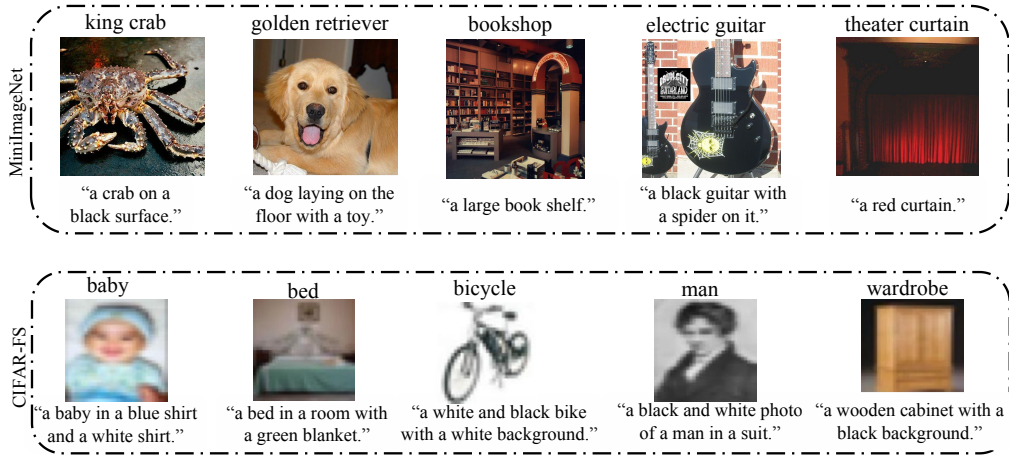 king crab
golden retriever
bookshop
electric guitar
theater curtain
MiniImageNet
DRUM CITY
GUITARLAND
“a crab on a
black surface.”
“a dog laying on the
floor with a toy.”
“a large book shelf.”
“a black guitar with
a spider on it.”
“a red curtain.”
baby
bed
bicycle
man
wardrobe
CIFAR-FS
“a baby in a blue shirt
and a white shirt.”
“a bed in a room with
a green blanket.”
“a white and black bike
with a white background.”
“a black and white photo
of a man in a suit.”
“a wooden cabinet with a
black background.”